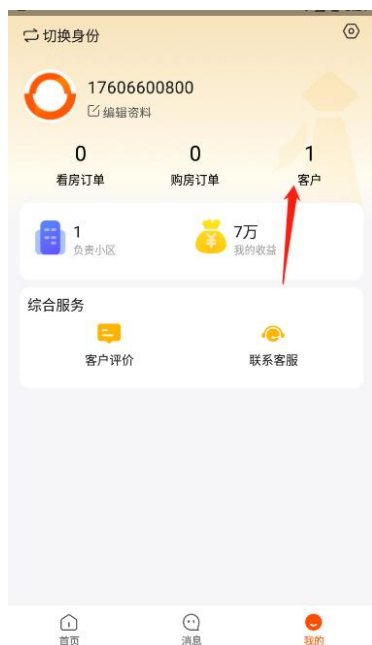 切换身份
17606600800
编辑资料
0 0 1
看房订单 购房订单 客户
1 7万
负责小区 我的收益
综合服务
客户评价 联系客服
首页 消息 我的